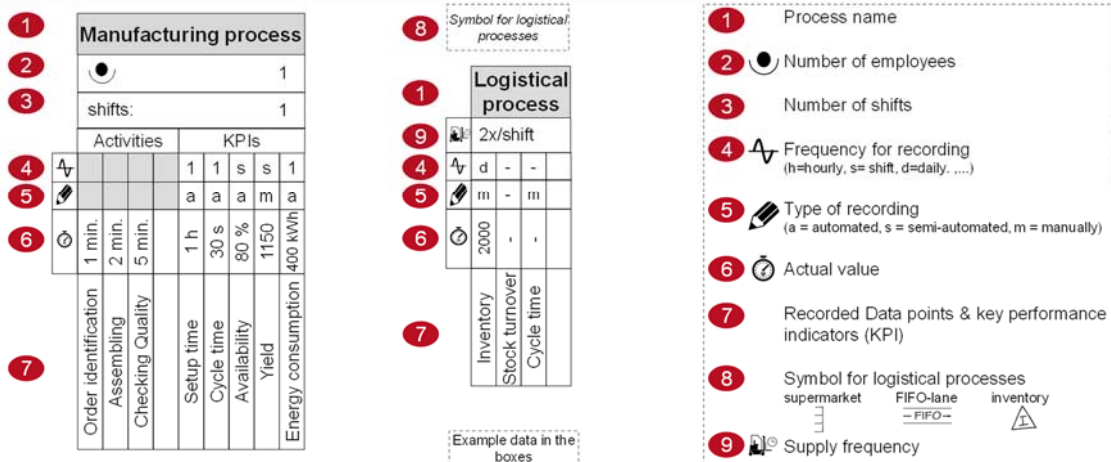 1
Manufacturing process
2
1
3
shifts: 1
Activities KPIs
4
1 1 s s 1
5
a a a m a
6
1 min. 2 min. 5 min. 1 h 30 s 80 % 1150 400 kWh
7
Order identification
Assembling
Checking Quality
Setup time
Cycle time
Availability
Yield
Energy consumption
8
Symbol for logistical
processes
1
Logistical
process
9
2x/shift
4
d - -
5
m - m
6
2000 - -
7
Inventory
Stock turnover
Cycle time
Example data in the
boxes
1 Process name
2 Number of employees
3 Number of shifts
4 Frequency for recording
(h=hourly, s= shift, d=daily. ,...)
5 Type of recording
(a = automated, s = semi-automated, m = manually)
6 Actual value
7 Recorded Data points & key performance
indicators (KPI)
8 Symbol for logistical processes
supermarket FIFO-lane inventory
FIFO I
9 Supply frequency